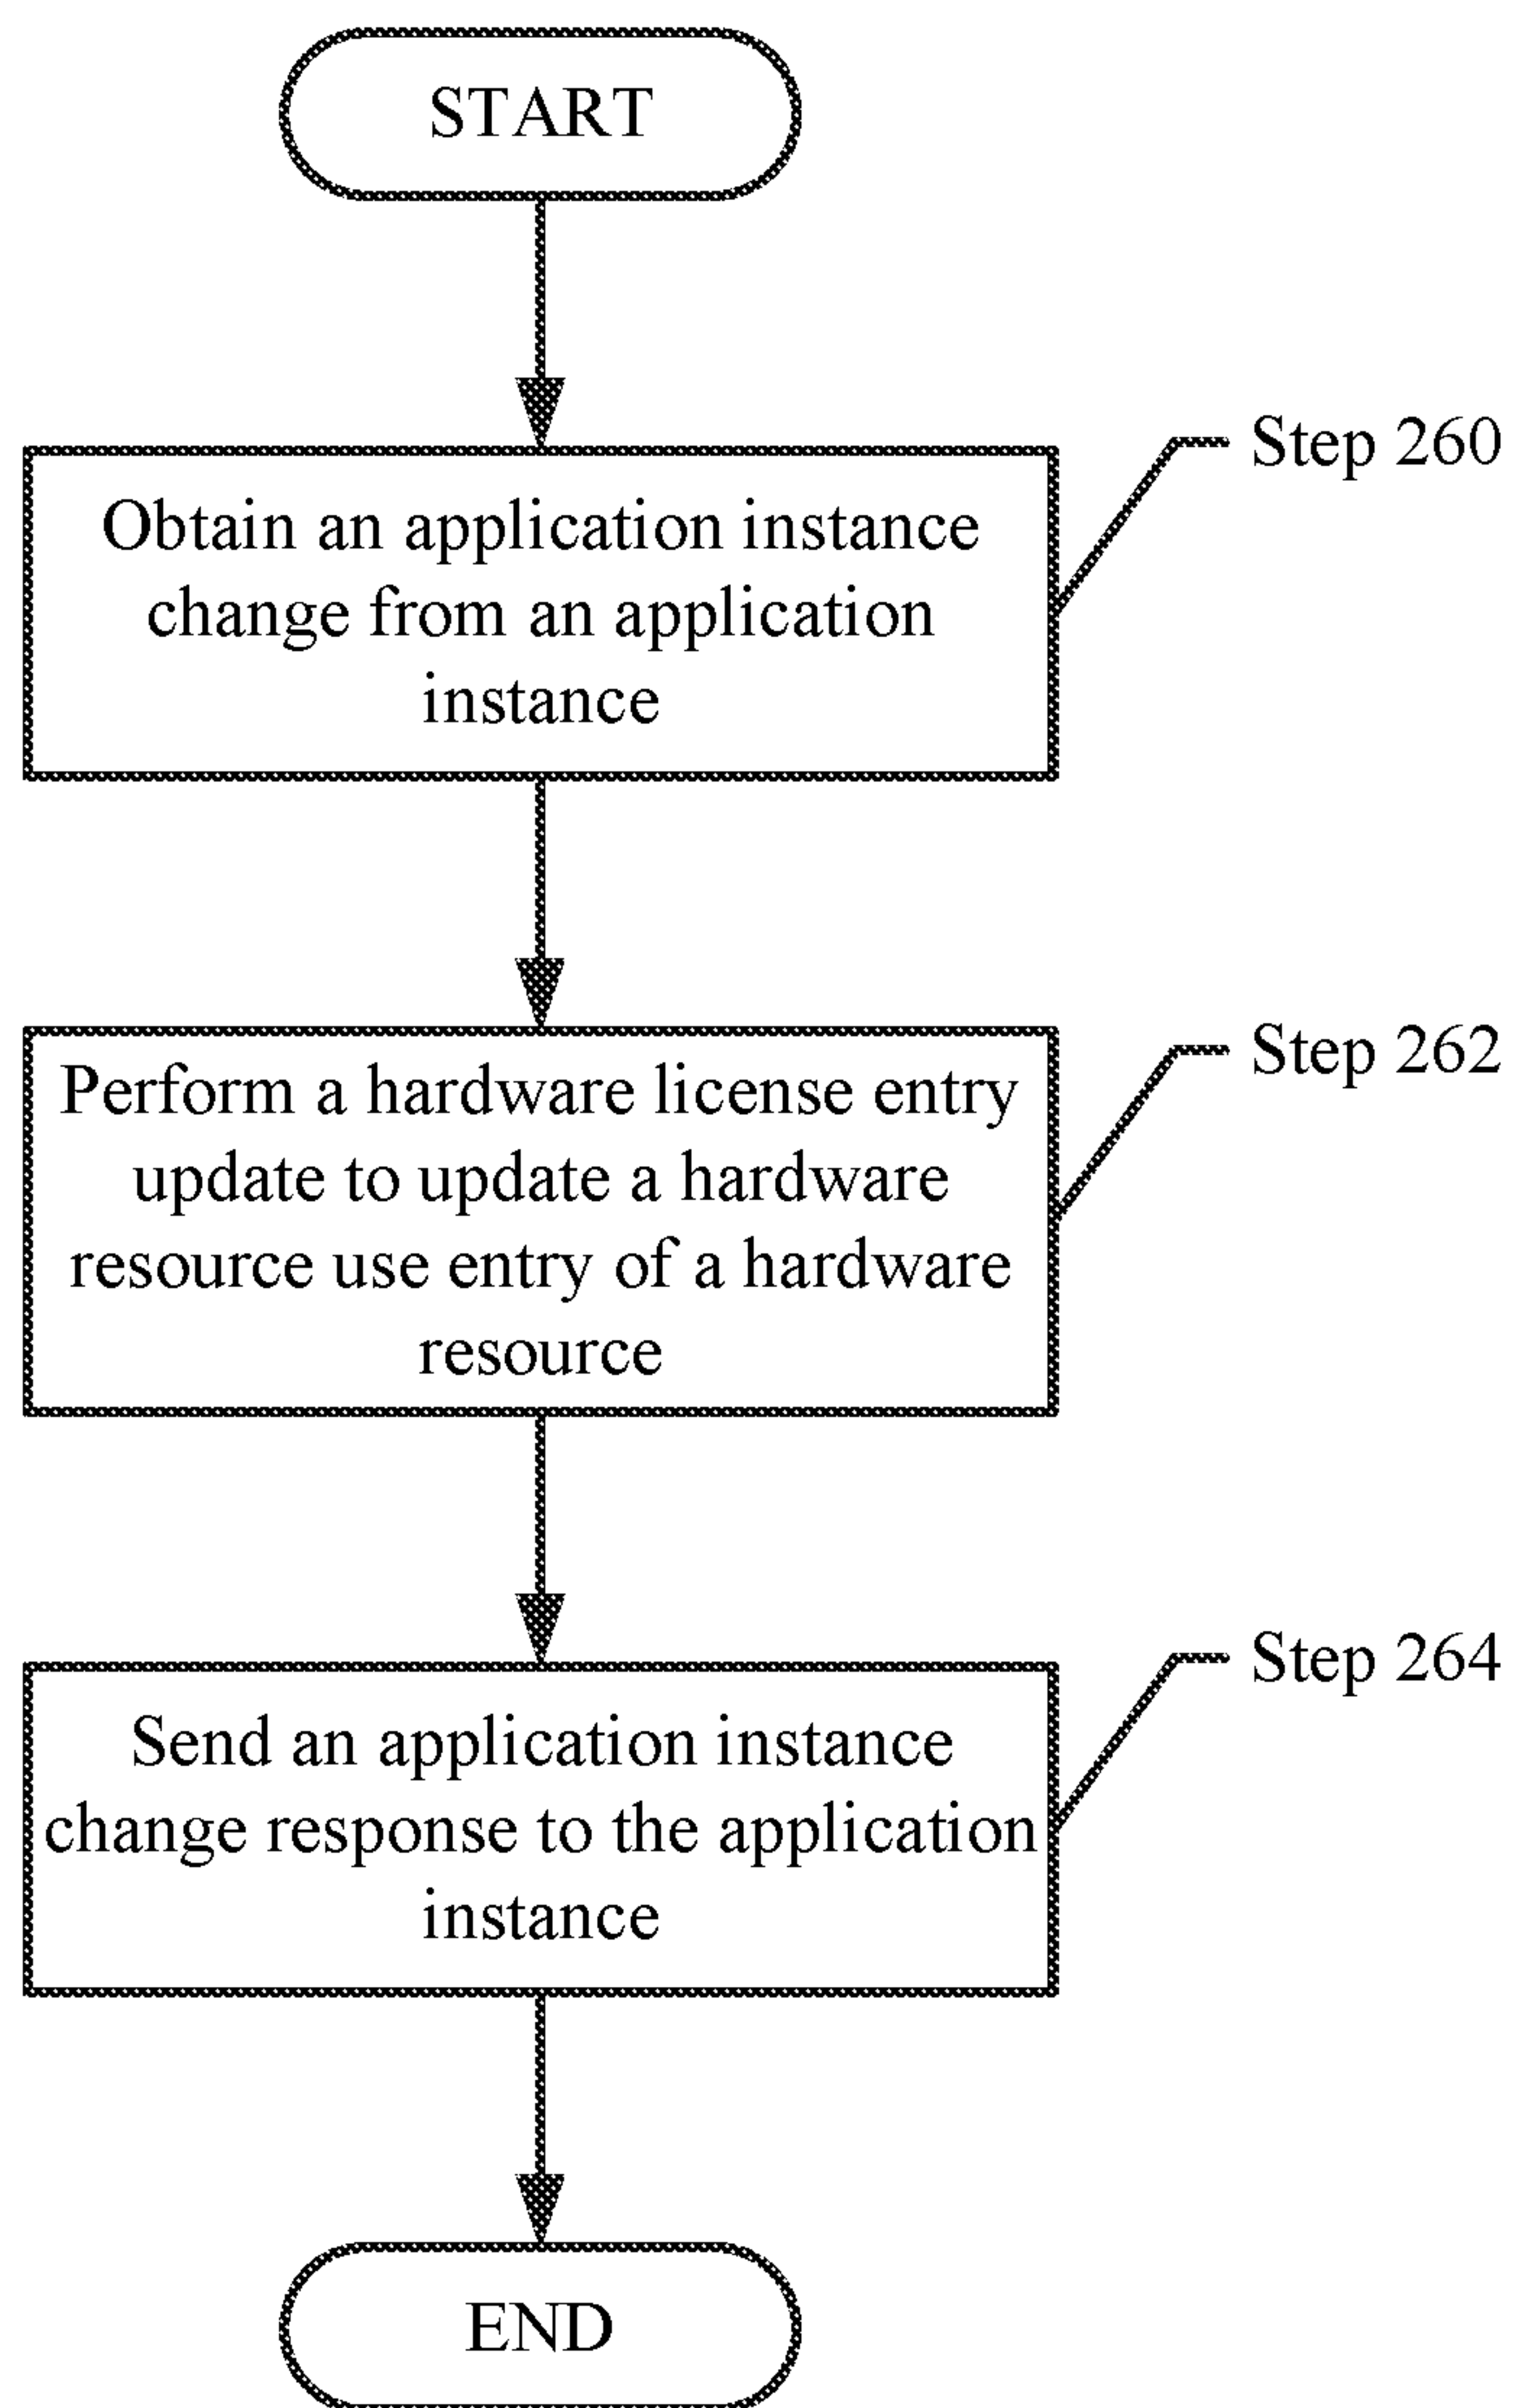 START
Step 260
Obtain an application instance
change from an application
instance
Step 262
Perform a hardware license entry
update to update a hardware
resource use entry of a hardware
resource
Step 264
Send an application instance
change response to the application
instance
END